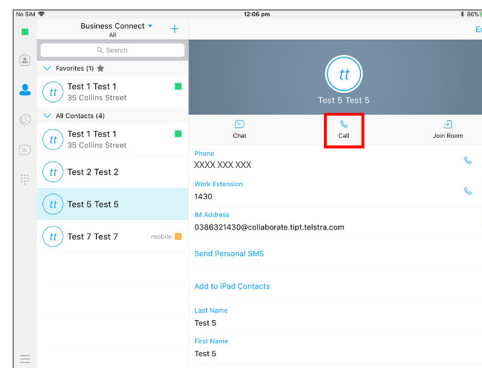 No SIM
12:06 pm
86%
Business Connect
All
Search
Favorites (1)
tt
Test 1 Test 1
35 Collins Street
All Contacts (4)
tt
Test 1 Test 1
35 Collins Street
tt
Test 2 Test 2
tt
Test 5 Test 5
tt
Test 7 Test 7
mobile
tt
Test 5 Test 5
Chat
Call
Join Room
Phone
XXXX XXX XXX
Work Extension
1430
IM Address
0386321430@collaborate.tipt.telstra.com
Send Personal SMS
Add to iPad Contacts
Last Name
Test 5
First Name
Test 5